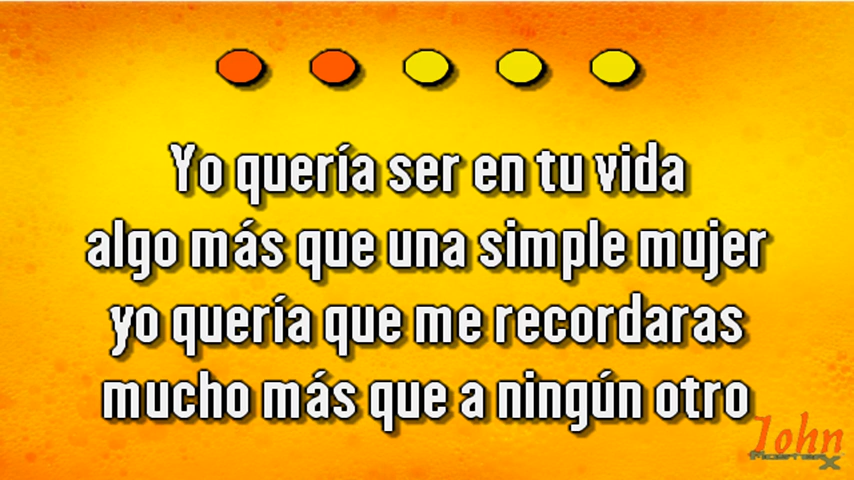 Yo quería ser en tu vida
algo más que una simple mujer
yo quería que me recordaras
mucho más que a ningún otro
John